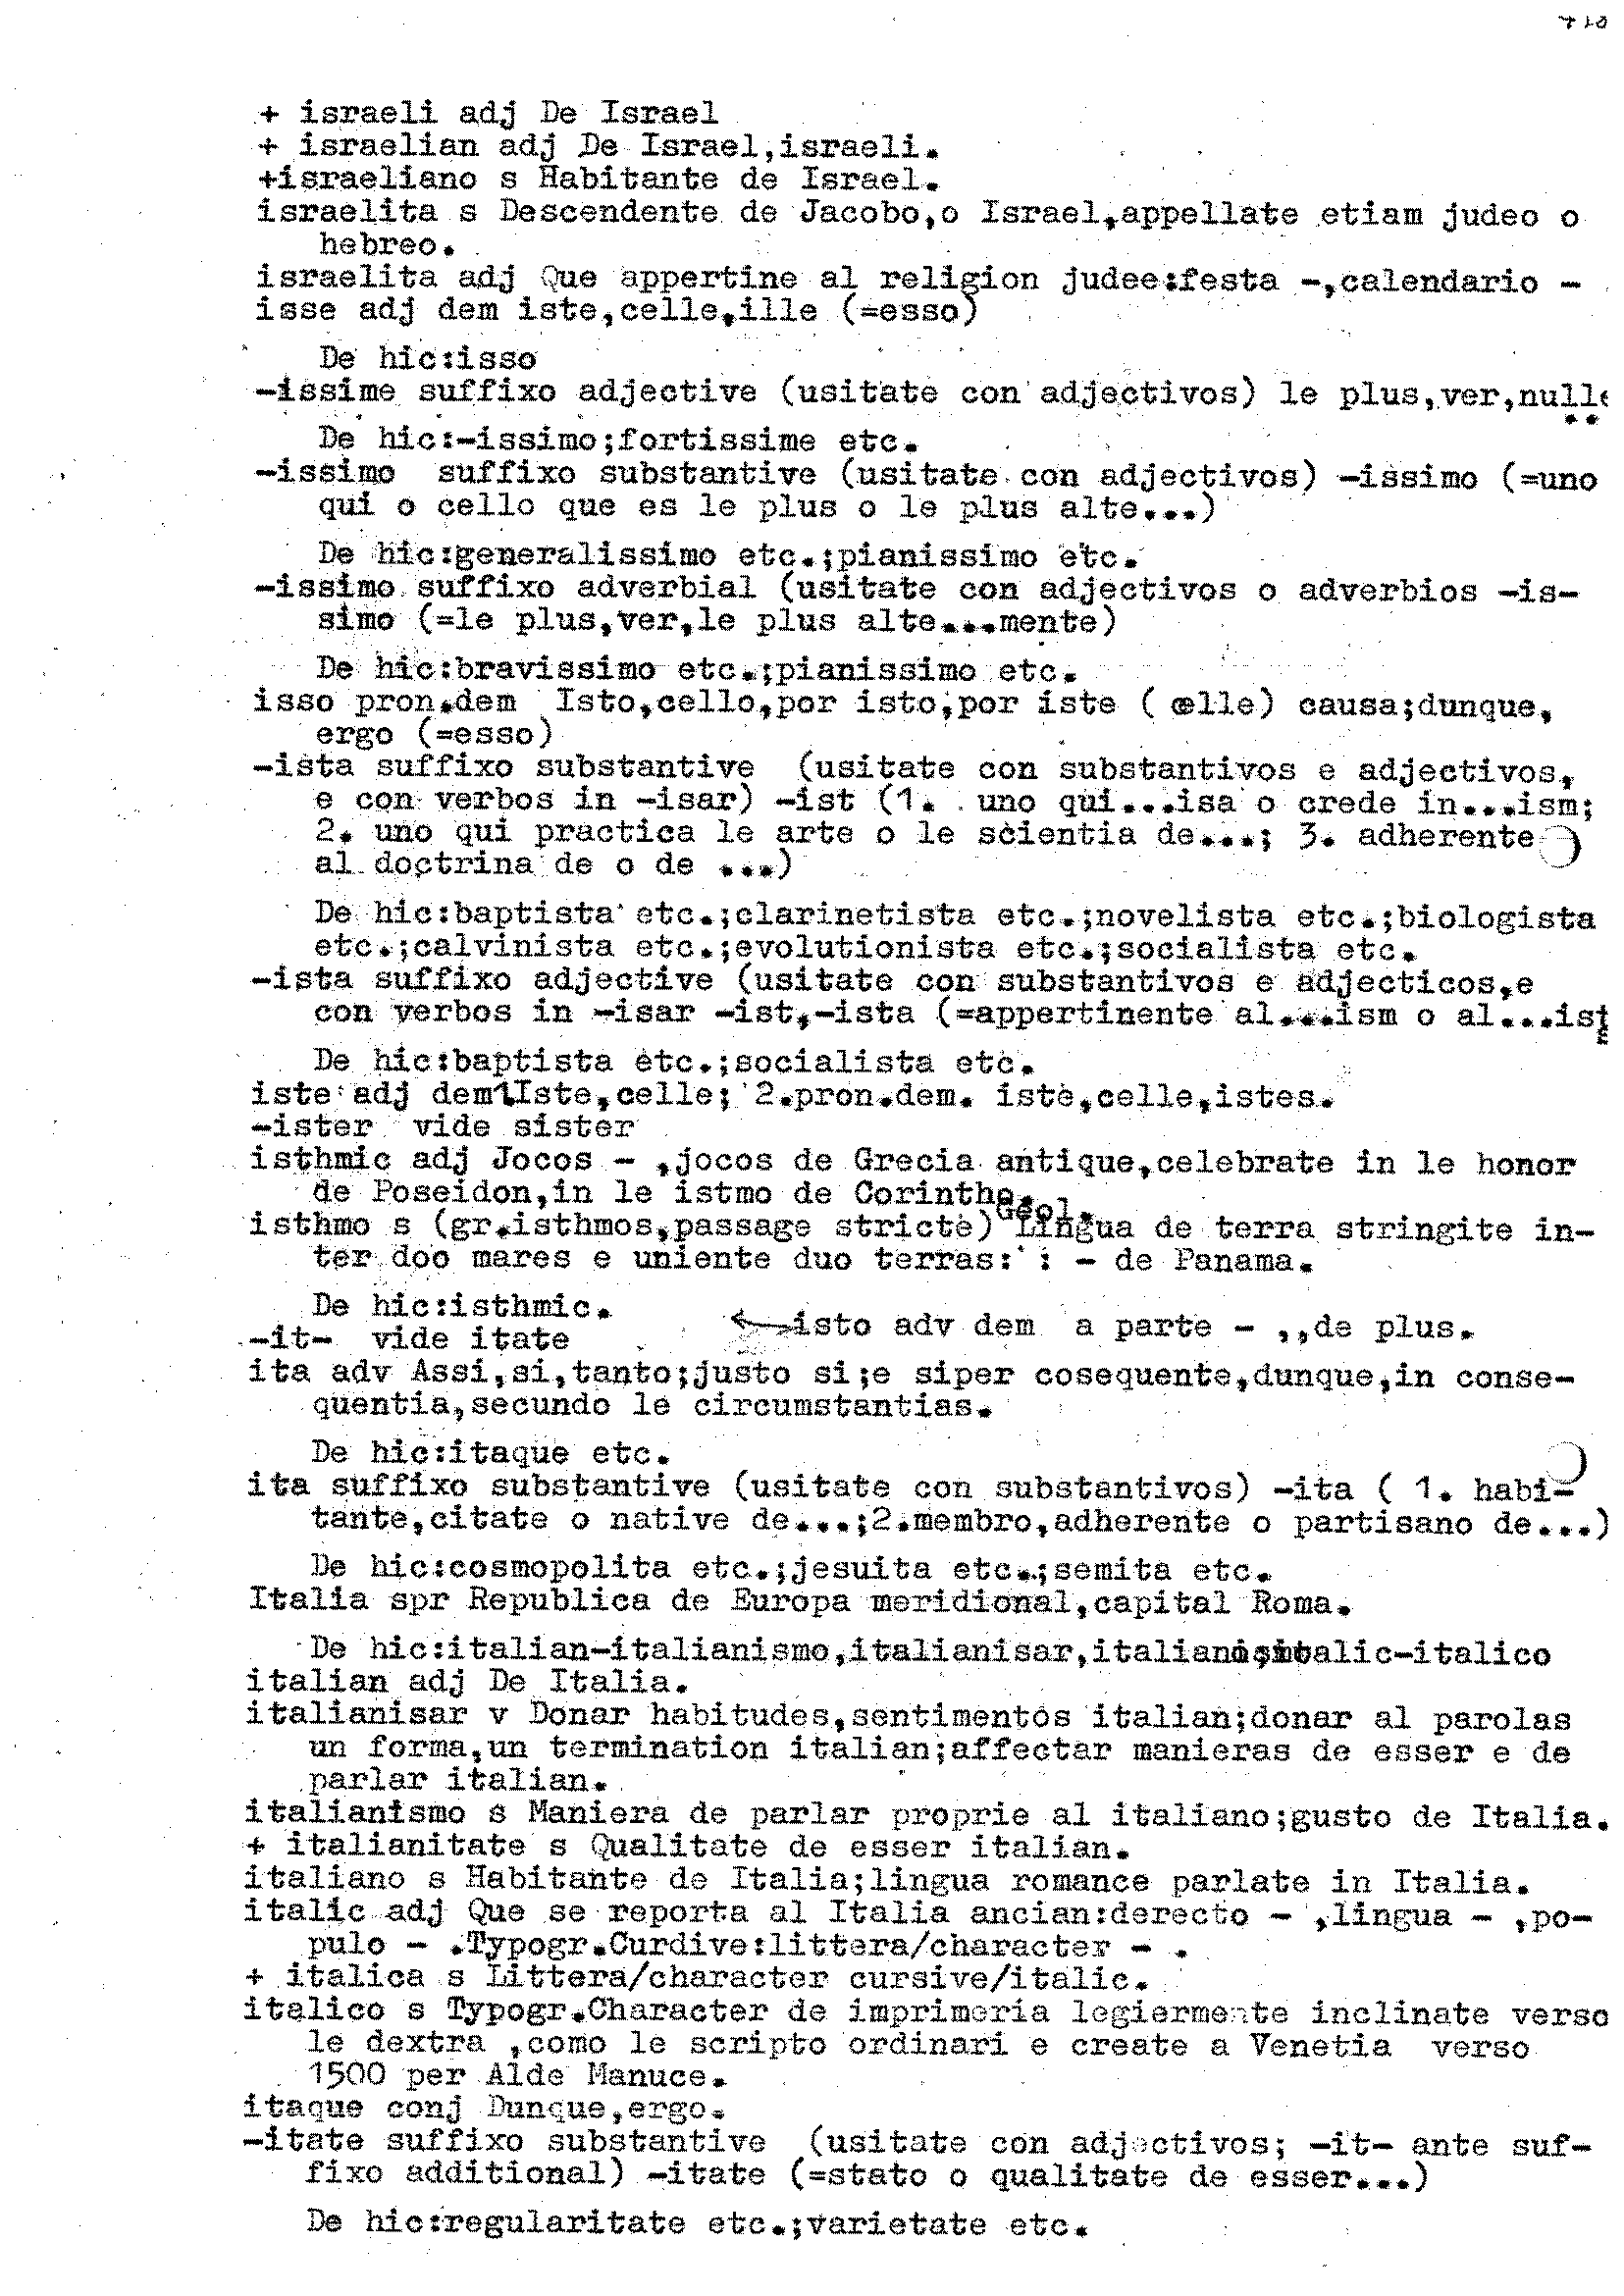 + israeli adj De Israel
+ israelian adj De Israel,israeli.
+israeliano s Habitante de Israel.
israelita s Descendente de Jacobo,o Israel,appellate etiam judeo o
hebreo.
israelita adj Que appertine al religion judee:festa -,calendario -
isse adj dem iste,celle,ille (=esso)
De hic:isso
-issime suffixo adjective (usitate con adjectivos) le plus,ver,nulle
..
De hic:-issimo;fortissime etc.
-issimo suffixo substantive (usitate con adjectivos) -issimo (=uno
qui o cello que es le plus o le plus alte...)
De hic:generalissimo etc.;pianissimo etc.
-issimo suffixo adverbial (usitate con adjectivos o adverbios -is-
simo (=le plus,ver,le plus alte...mente)
De hic:bravissimo etc.;pianissimo etc.
isso pron.dem Isto,cello,por isto,por iste ( celle) causa;dunque,
ergo (=esso)
-ista suffixo substantive (usitate con substantivos e adjectivos,
e con verbos in -isar) -ist (1. uno qui...isa o crede in...ism;
2. uno qui practica le arte o le scientia de...; 3. adherente
al doctrina de o de ...)
De hic:baptista etc.;clarinetista etc.;novelista etc.;biologista
etc.;calvinista etc.;evolutionista etc.;socialista etc.
-ista suffixo adjective (usitate con substantivos e adjecticos,e
con verbos in -isar -ist,-ista (=appertinente al...ism o al...ist
De hic:baptista etc.;socialista etc.
iste adj dem1Iste,celle; 2.pron.dem. iste,celle,istes.
-ister vide sister
isthmic adj Jocos - ,jocos de Grecia antique,celebrate in le honor
de Poseidon,in le istmo de Corinthe.
isthmo s (gr.isthmos,passage stricte) Geol. Lingua de terra stringite in-
ter doo mares e uniente duo terras: : - de Panama.
De hic:isthmic.
isto adv dem a parte - ,,de plus.
-it- vide itate
ita adv Assi,si,tanto;justo si;e siper cosequente,dunque,in conse-
quentia,secundo le circumstantias.
De hic:itaque etc.
ita suffixo substantive (usitate con substantivos) -ita ( 1. habi-
tante,citate o native de...;2.membro,adherente o partisano de...)
De hic:cosmopolita etc.;jesuita etc.;semita etc.
Italia spr Republica de Europa meridional,capital Roma.
De hic:italian-italianismo,italianisar,italiano;italic-italico
italian adj De Italia.
italianisar v Donar habitudes,sentimentos italian;donar al parolas
un forma,un termination italian;affectar manieras de esser e de
parlar italian.
italianismo s Maniera de parlar proprie al italiano;gusto de Italia.
+ italianitate s Qualitate de esser italian.
italiano s Habitante de Italia;lingua romance parlate in Italia.
italic adj Que se reporta al Italia ancian:derecto - ,lingua - ,po-
pulo - .Typogr.Curdive:littera/character - .
+ italica s Littera/character cursive/italic.
italico s Typogr.Character de imprimeria legiermente inclinate verso
le dextra ,como le scripto ordinari e create a Venetia verso
1500 per Alde Manuce.
itaque conj Dunque,ergo.
-itate suffixo substantive (usitate con adjectivos; -it- ante suf-
fixo additional) -itate (=stato o qualitate de esser...)
De hic:regularitate etc.;varietate etc.